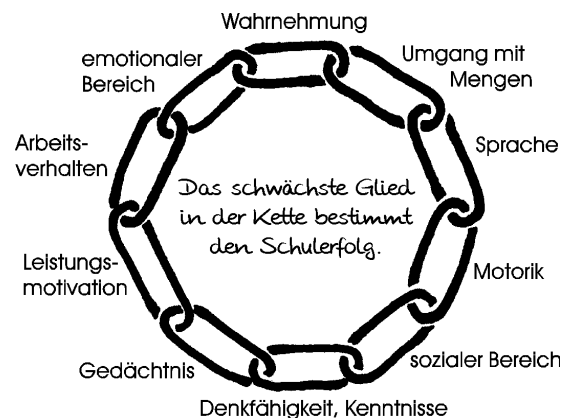 Wahrnehmung
Umgang mit
Mengen
Sprache
Motorik
sozialer Bereich
Denkfähigkeit, Kenntnisse
Gedächtnis
Leistungs-
motivation
Arbeits-
verhalten
emotionaler
Bereich
Das schwächste Glied
in der Kette bestimmt
den Schulerfolg.